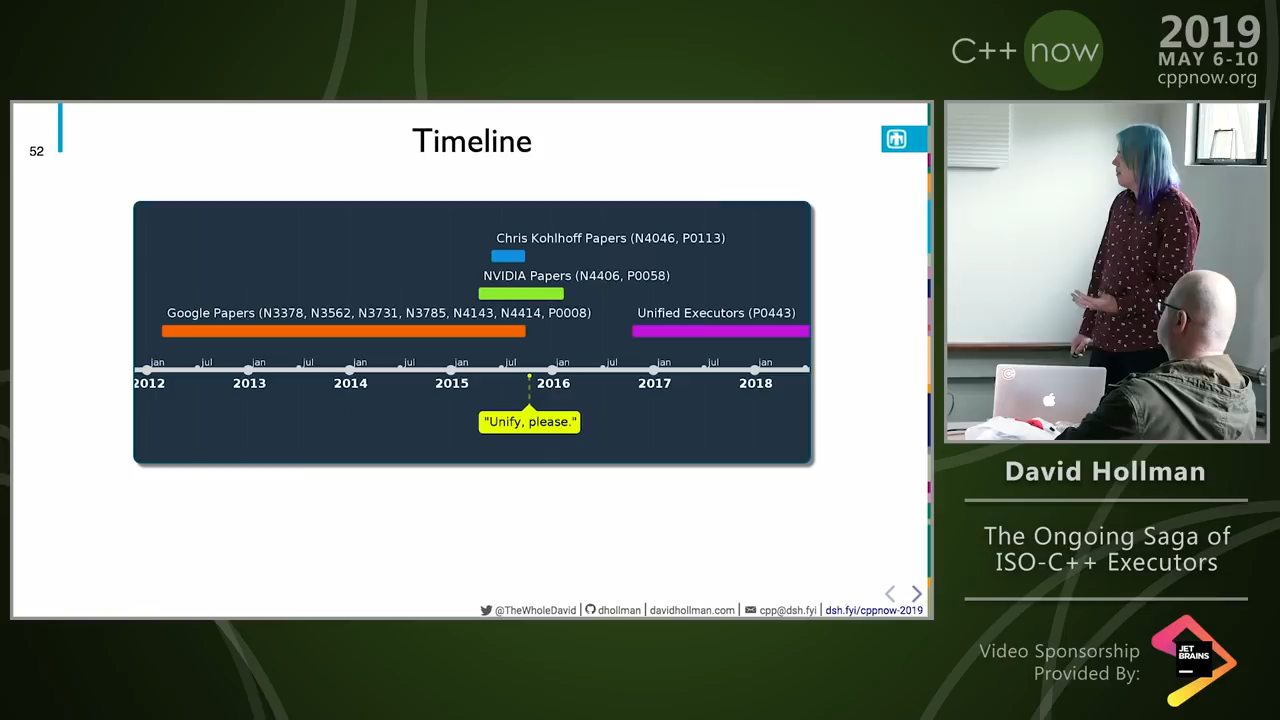 C++ now
2019
MAY 6-10
cppnow.org
52
Timeline
Chris Kohlhoff Papers (N4046, P0113)
NVIDIA Papers (N4406, P0058)
Google Papers (N3378, N3562, N3731, N3785, N4143, N4414, P0008)
Unified Executors (P0443)
jan jul jan jul jan jul jan jul jan jul jan jul jan
2012 2013 2014 2015 2016 2017 2018
"Unify, please."
@TheWholeDavid | dhollman | davidhollman.com | cpp@dsh.fyi | dsh.fyi/cppnow-2019
David Hollman
The Ongoing Saga of
ISO-C++ Executors
Video Sponsorship
Provided By:
JET
BRAINS